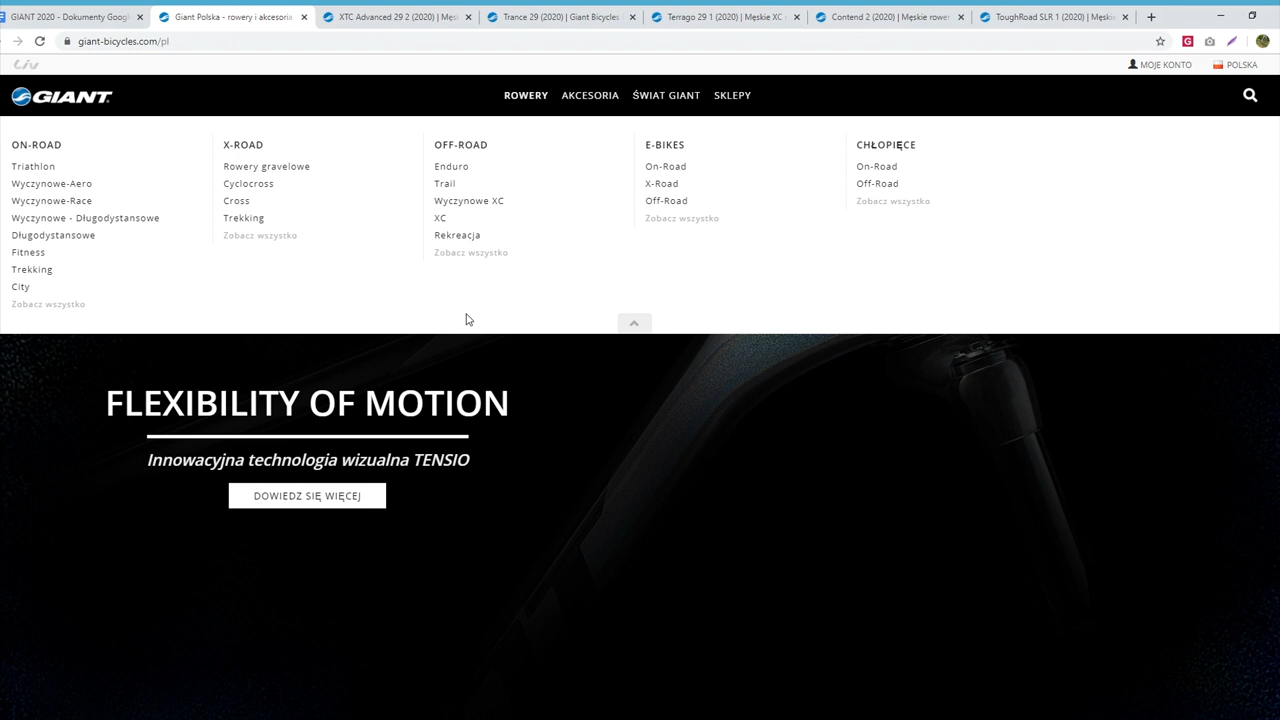 GIANT 2020 - Dokumenty Googl
Giant Polska - rowery i akcesoria
XTC Advanced 29 2 (2020) | Męsk
Trance 29 (2020) | Giant Bicycles
Terrago 29 1 (2020) | Męskie XC
Contend 2 (2020) | Męskie rower
ToughRoad SLR 1 (2020) | Męskie
giant-bicycles.com/pl
Liv
MOJE KONTO
POLSKA
GIANT
ROWERY
AKCESORIA
ŚWIAT GIANT
SKLEPY
ON-ROAD
Triathlon
Wyczynowe-Aero
Wyczynowe-Race
Wyczynowe - Długodystansowe
Długodystansowe
Fitness
Trekking
City
Zobacz wszystko
X-ROAD
Rowery gravelowe
Cyclocross
Cross
Trekking
Zobacz wszystko
OFF-ROAD
Enduro
Trail
Wyczynowe XC
XC
Rekreacja
Zobacz wszystko
E-BIKES
On-Road
X-Road
Off-Road
Zobacz wszystko
CHŁOPIĘCE
On-Road
Off-Road
Zobacz wszystko
FLEXIBILITY OF MOTION
Innowacyjna technologia wizualna TENSIO
DOWIEDZ SIĘ WIĘCEJ